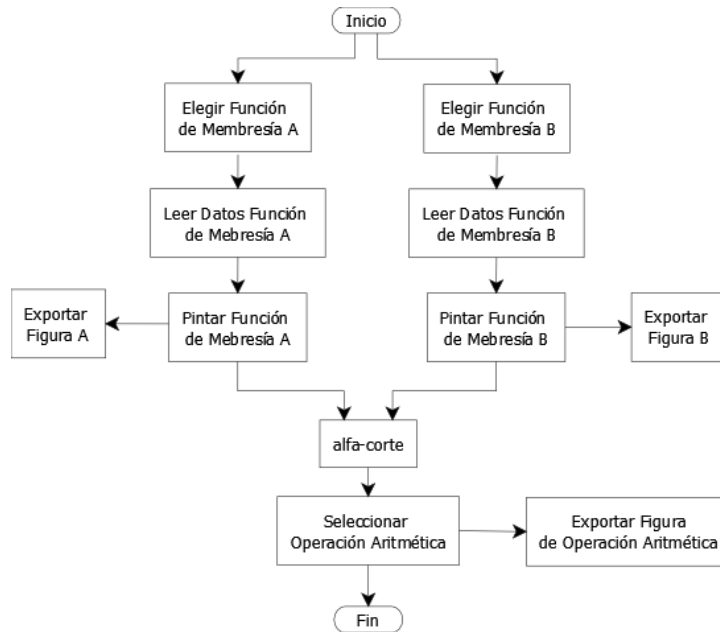 Inicio
Elegir Función
de Membresía A
Elegir Función
de Membresía B
Leer Datos Función
de Mebresía A
Leer Datos Función
de Membresía B
Exportar
Figura A
Pintar Función
de Mebresía A
Pintar Función
de Mebresía B
Exportar
Figura B
alfa-corte
Seleccionar
Operación Aritmética
Exportar Figura
de Operación Aritmética
Fin